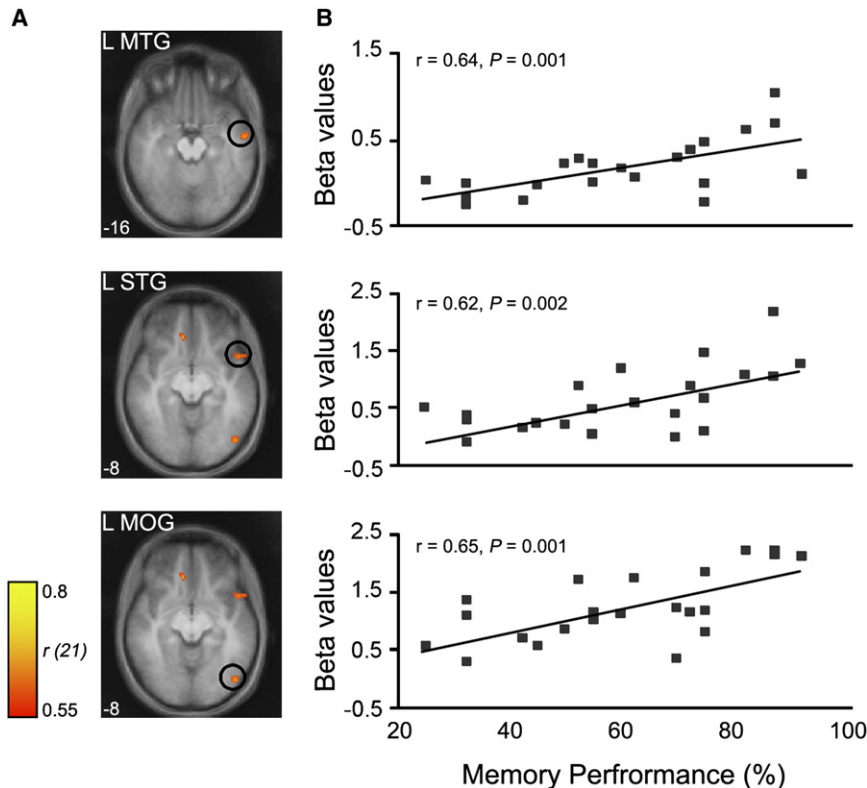 A
B
L MTG
-16
1.5
0.5
-0.5
Beta values
r = 0.64, P = 0.001
L STG
-8
2.5
0.5
-0.5
Beta values
r = 0.62, P = 0.002
L MOG
-8
0.8
r (21)
0.55
2.5
1.5
0.5
-0.5
Beta values
r = 0.65, P = 0.001
20
40
60
80
100
Memory Perfrormance (%)